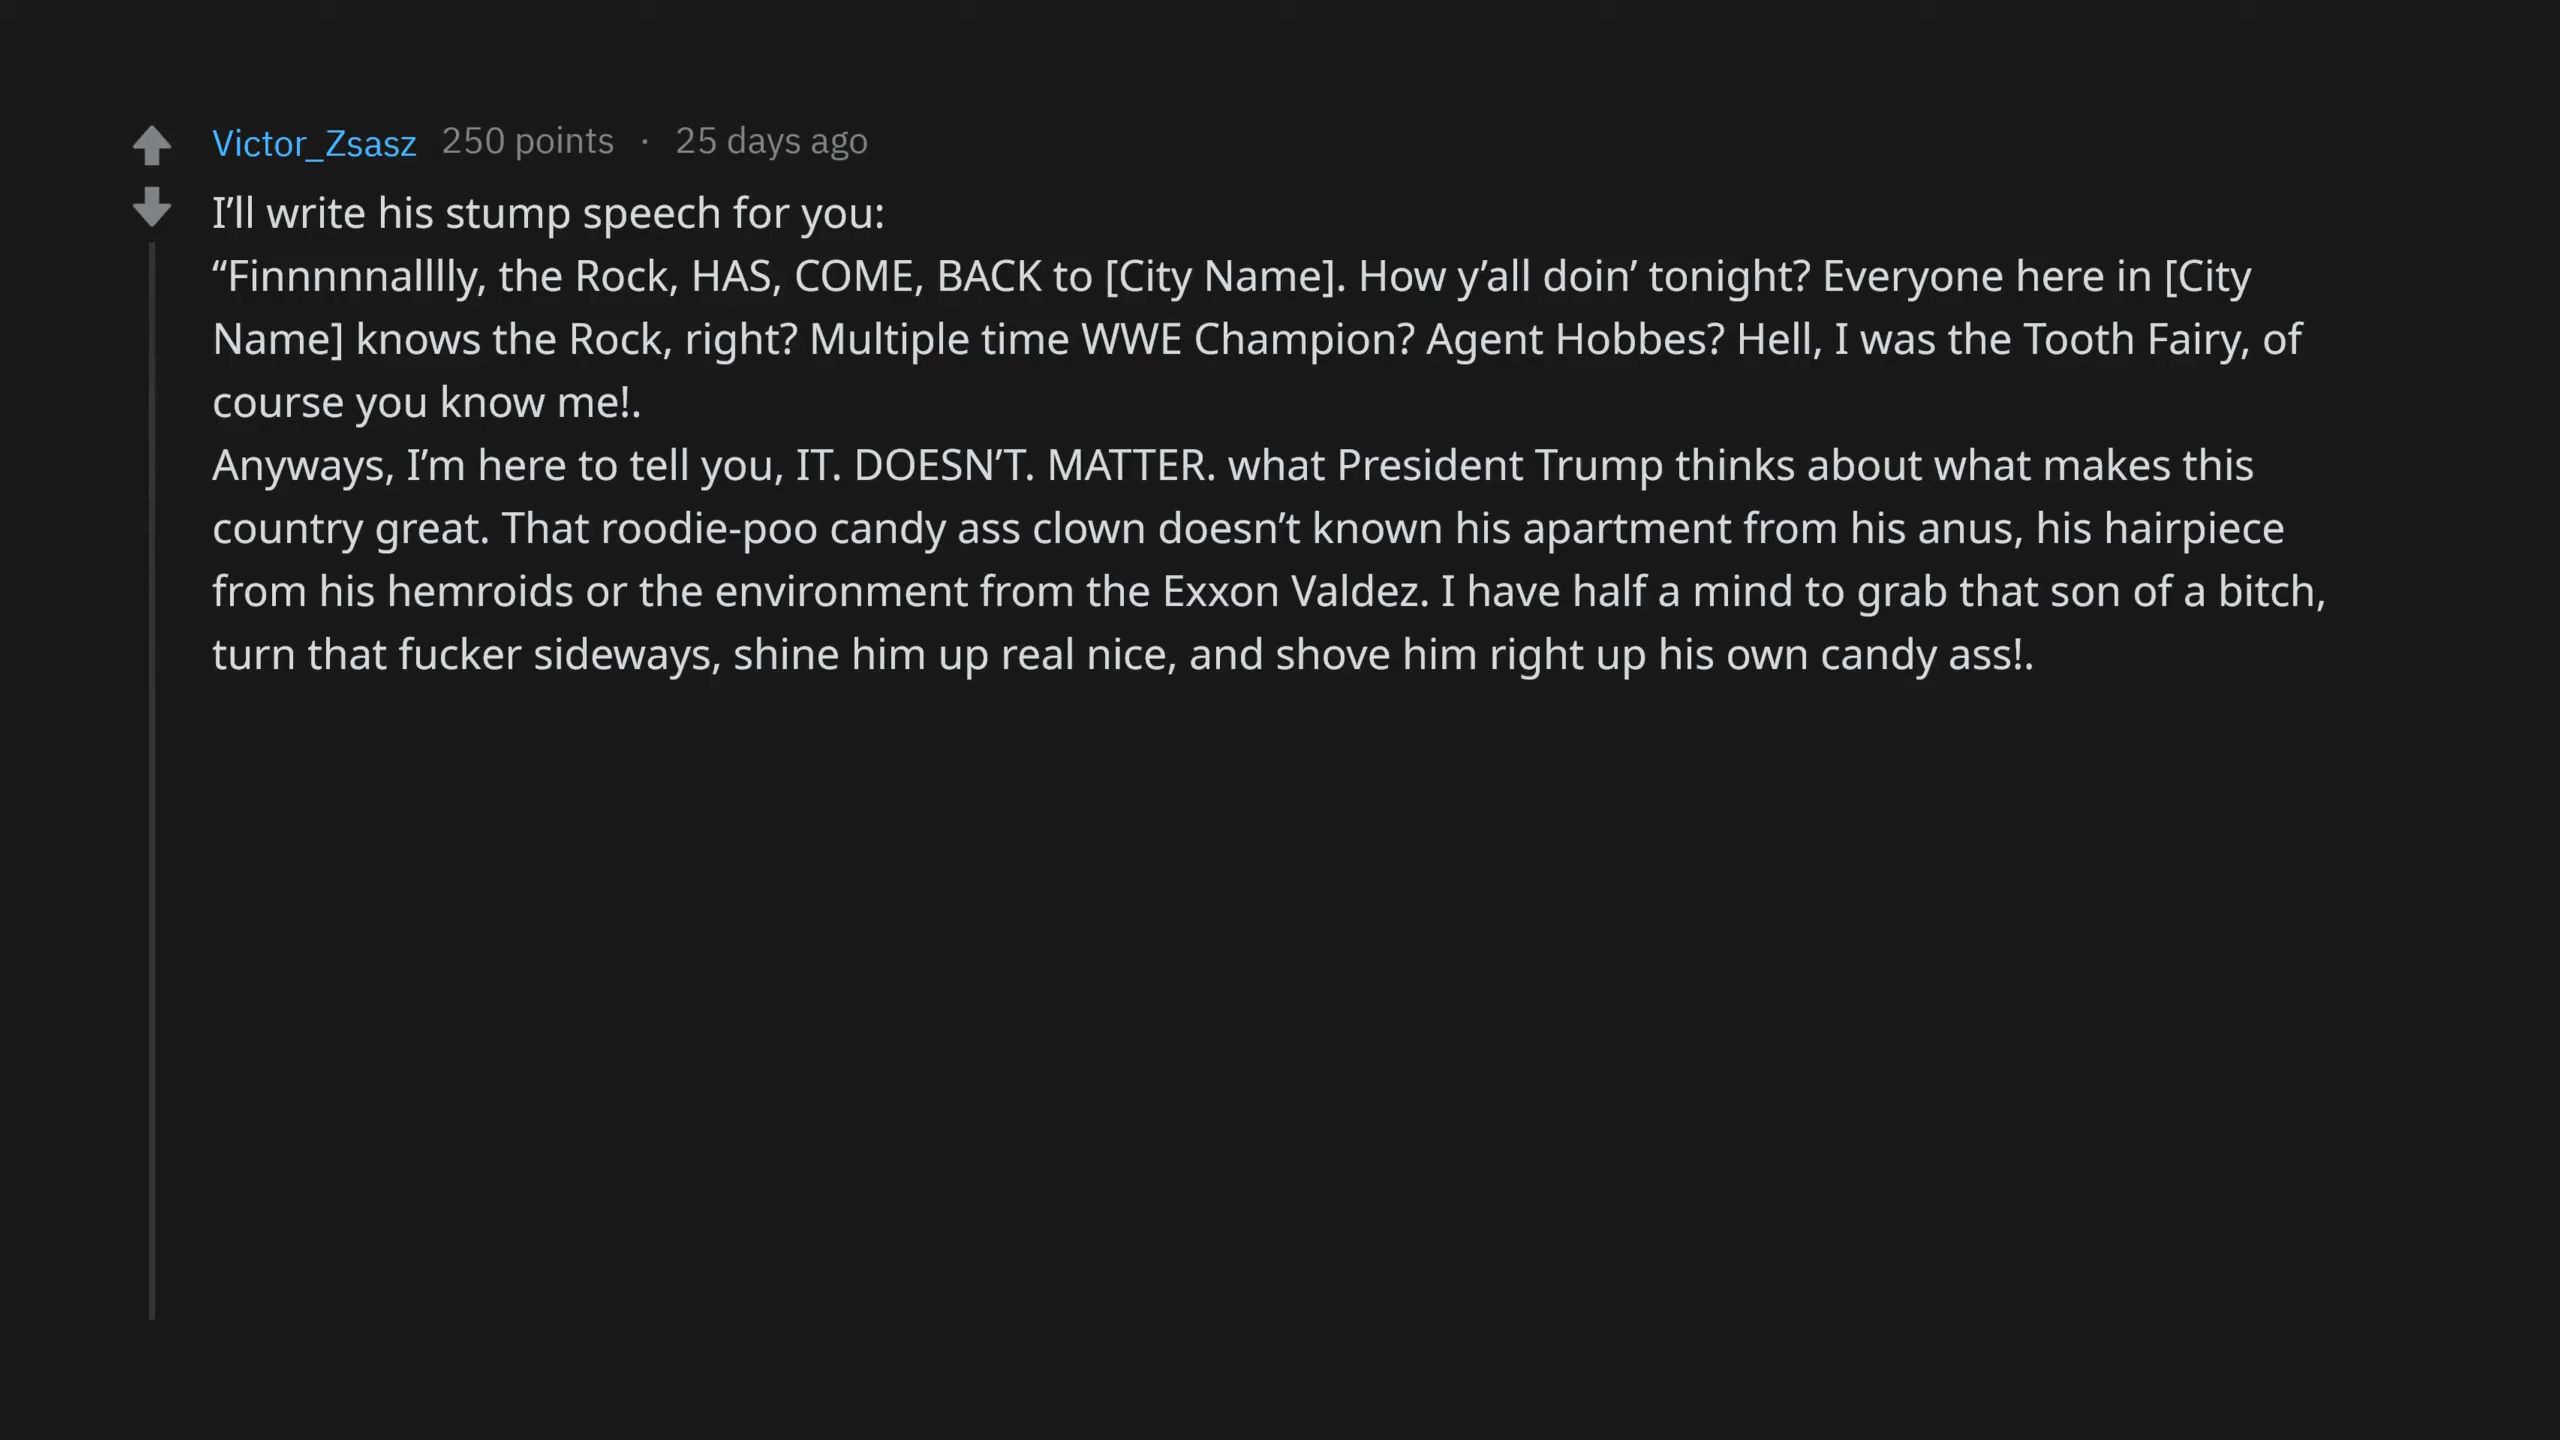 Victor_Zsasz 250 points · 25 days ago
I’ll write his stump speech for you:
“Finnnnnalllly, the Rock, HAS, COME, BACK to [City Name]. How y’all doin’ tonight? Everyone here in [City
Name] knows the Rock, right? Multiple time WWE Champion? Agent Hobbes? Hell, I was the Tooth Fairy, of
course you know me!.
Anyways, I’m here to tell you, IT. DOESN’T. MATTER. what President Trump thinks about what makes this
country great. That roodie-poo candy ass clown doesn’t known his apartment from his anus, his hairpiece
from his hemroids or the environment from the Exxon Valdez. I have half a mind to grab that son of a bitch,
turn that fucker sideways, shine him up real nice, and shove him right up his own candy ass!.